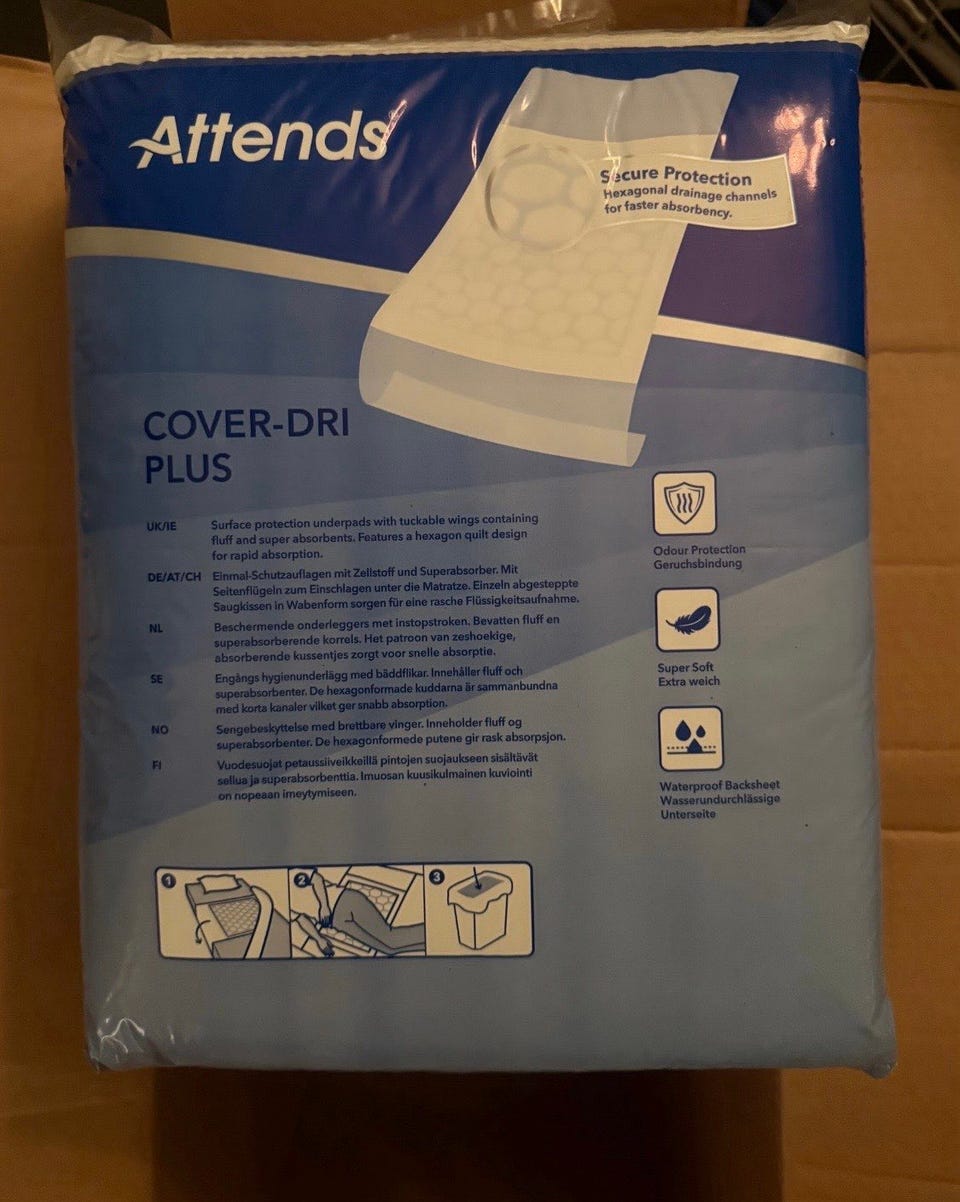 Attends
Secure Protection
Hexagonal drainage channels
for faster absorbency.
COVER-DRI
PLUS
UK/IE Surface protection underpads with tuckable wings containing
fluff and super absorbents. Features a hexagon quilt design
for rapid absorption.
DE/AT/CH Einmal-Schutzauflagen mit Zellstoff und Superabsorber. Mit
Seitenflügeln zum Einschlagen unter die Matratze. Einzeln abgesteppte
Saugkissen in Wabenform sorgen für eine rasche Flüssigkeitsaufnahme.
NL Beschermende onderleggers met instopstroken. Bevatten fluff en
superabsorberende korrels. Het patroon van zeshoekige,
absorberende kussentjes zorgt voor snelle absorptie.
SE Engångs hygienunderlägg med bäddflikar. Innehåller fluff och
superabsorbenter. De hexagonformade kuddarna är sammanbundna
med korta kanaler vilket ger snabb absorption.
NO Sengebeskyttelse med brettbare vinger. Inneholder fluff og
superabsorbenter. De hexagonformede putene gir rask absorpsjon.
FI Vuodesuojat petaussiiveikkeillä pintojen suojaukseen sisältävät
sellua ja superabsorbenttia. Imuosan kuusikulmainen kuviointi
on nopeaan imeytymiseen.
Odour Protection
Geruchsbindung
Super Soft
Extra weich
Waterproof Backsheet
Wasserundurchlässige
Unterseite
1 2 3